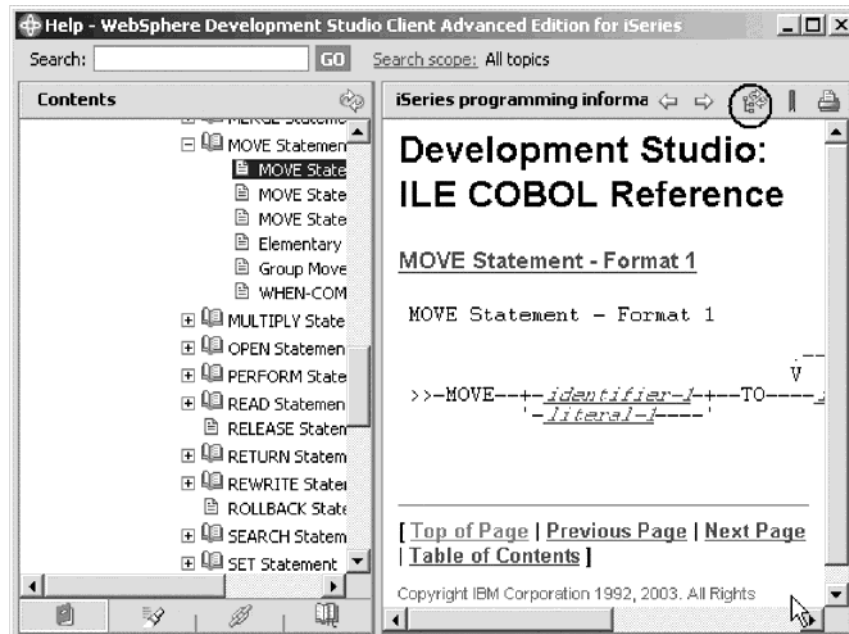 Help - WebSphere Development Studio Client Advanced Edition for iSeries
Search: GO Search scope: All topics
Contents
MOVE Statemen
MOVE State
MOVE State
MOVE State
Elementary
Group Move
WHEN-COM
MULTIPLY State
OPEN Statemen
PERFORM State
READ Statemen
RELEASE Staten
RETURN Statem
REWRITE Stater
ROLLBACK State
SEARCH Statem
SET Statement
iSeries programming informa
Development Studio:
ILE COBOL Reference
MOVE Statement - Format 1
MOVE Statement - Format 1
V
>>-MOVE--+-identifier-1-+--TO----
'-literal-1----'
[ Top of Page | Previous Page | Next Page
| Table of Contents ]
Copyright IBM Corporation 1992, 2003. All Rights